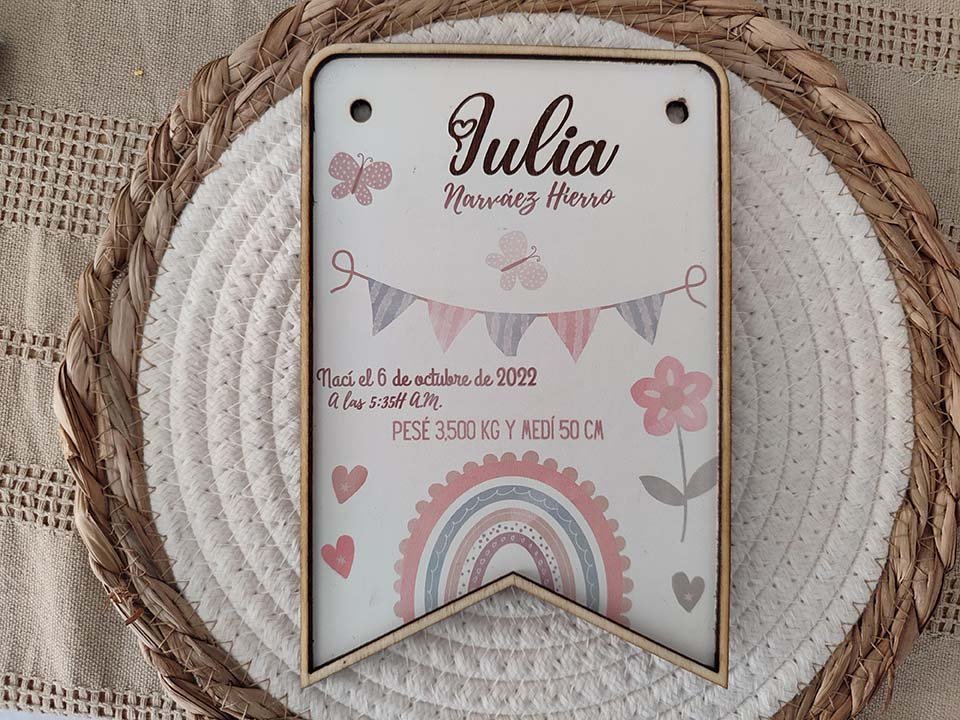 Julia
Narváez Hierro
Nací el 6 de octubre de 2022
A las 5:35H A.M.
PESÉ 3,500 KG Y MEDÍ 50 CM